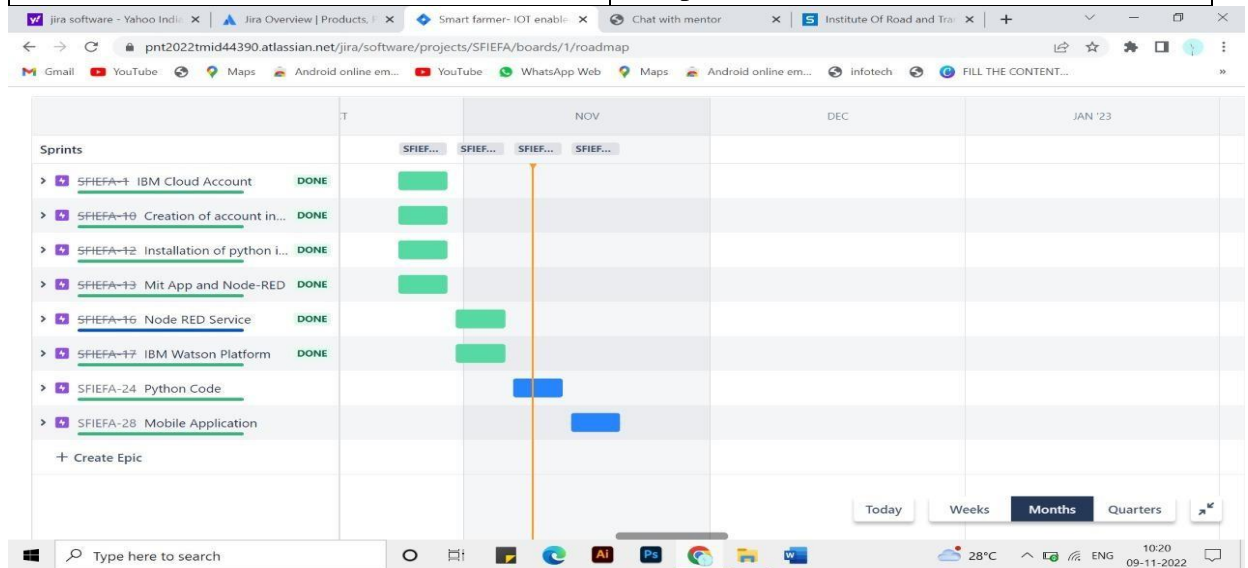 jira software - Yahoo India
Jira Overview | Products, P
Smart farmer- IOT enable
Chat with mentor
Institute Of Road and Tra
pnt2022tmid44390.atlassian.net/jira/software/projects/SFIEFA/boards/1/roadmap
Gmail YouTube Maps Android online em... YouTube WhatsApp Web Maps Android online em... infotech FILL THE CONTENT... »
NOV DEC JAN '23
Sprints SFIEF... SFIEF... SFIEF... SFIEF...
SFIEFA-1 IBM Cloud Account DONE
SFIEFA-10 Creation of account in... DONE
SFIEFA-12 Installation of python i... DONE
SFIEFA-13 Mit App and Node-RED DONE
SFIEFA-16 Node RED Service DONE
SFIEFA-17 IBM Watson Platform DONE
SFIEFA-24 Python Code
SFIEFA-28 Mobile Application
+ Create Epic
Today Weeks Months Quarters
Type here to search Ai Ps 28°C ENG 10:20
09-11-2022